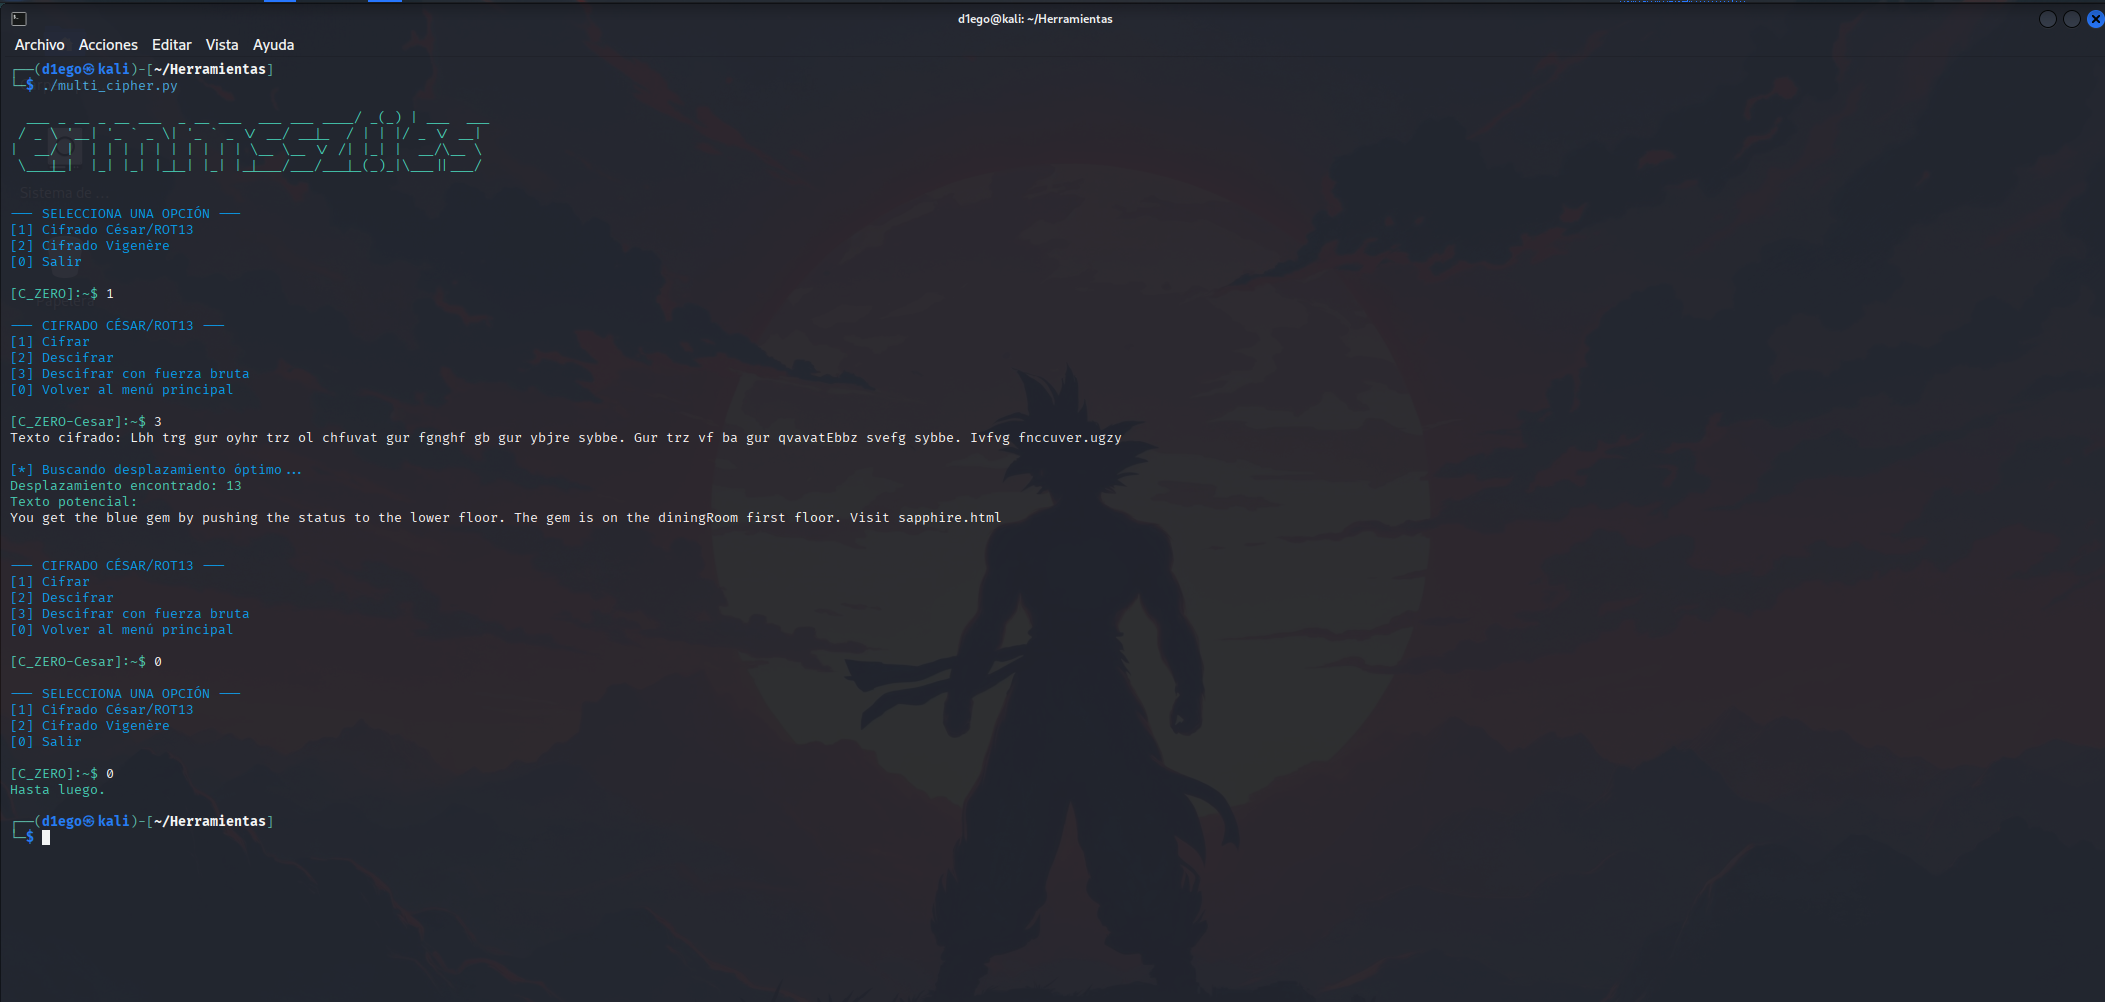 d1ego@kali: ~/Herramientas
Archivo Acciones Editar Vista Ayuda
┌──(d1ego㉿kali)-[~/Herramientas]
└─$ ./multi_cipher.py
Sistema de ...
── SELECCIONA UNA OPCIÓN ──
[1] Cifrado César/ROT13
[2] Cifrado Vigenère
[0] Salir
[C_ZERO]:~$ 1
── CIFRADO CÉSAR/ROT13 ──
[1] Cifrar
[2] Descifrar
[3] Descifrar con fuerza bruta
[0] Volver al menú principal
[C_ZERO-Cesar]:~$ 3
Texto cifrado: Lbh trg gur oyhr trz ol chfuvat gur fgnghf gb gur ybjre sybbe. Gur trz vf ba gur qvavatEbbz svefg sybbe. Ivfvg fnccuver.ugzy
[*] Buscando desplazamiento óptimo...
Desplazamiento encontrado: 13
Texto potencial:
You get the blue gem by pushing the status to the lower floor. The gem is on the diningRoom first floor. Visit sapphire.html
── CIFRADO CÉSAR/ROT13 ──
[1] Cifrar
[2] Descifrar
[3] Descifrar con fuerza bruta
[0] Volver al menú principal
[C_ZERO-Cesar]:~$ 0
── SELECCIONA UNA OPCIÓN ──
[1] Cifrado César/ROT13
[2] Cifrado Vigenère
[0] Salir
[C_ZERO]:~$ 0
Hasta luego.
┌──(d1ego㉿kali)-[~/Herramientas]
└─$